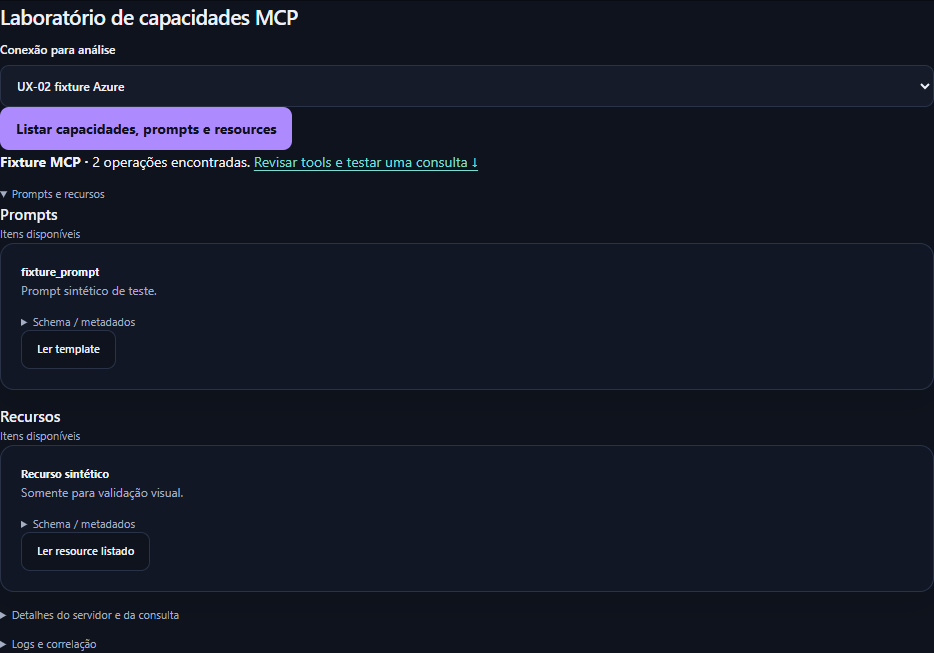 Laboratório de capacidades MCP
Conexão para análise
UX-02 fixture Azure
Listar capacidades, prompts e resources
Fixture MCP · 2 operações encontradas. Revisar tools e testar uma consulta ↓
▼ Prompts e recursos
Prompts
Itens disponíveis
fixture_prompt
Prompt sintético de teste.
▶ Schema / metadados
Ler template
Recursos
Itens disponíveis
Recurso sintético
Somente para validação visual.
▶ Schema / metadados
Ler resource listado
▶ Detalhes do servidor e da consulta
▶ Logs e correlação